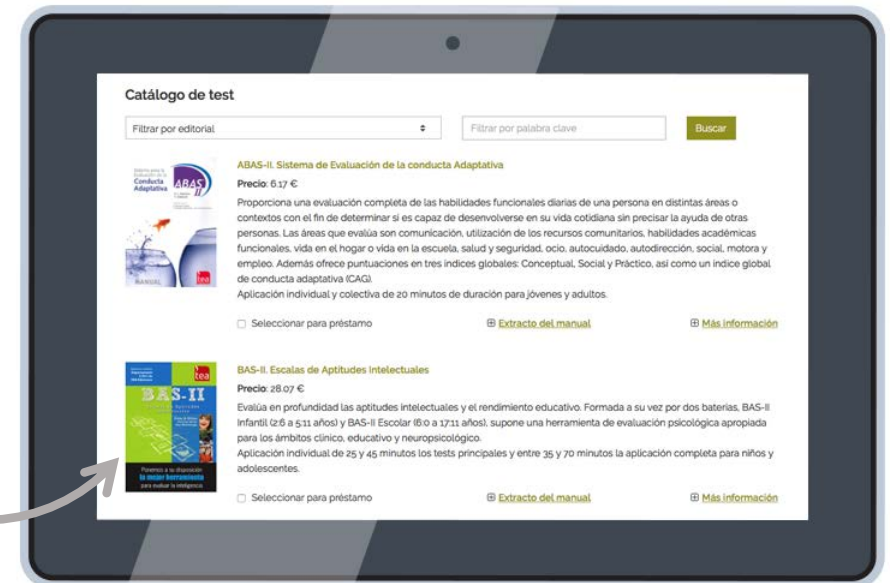 Catálogo de test
Filtrar por editorial
Filtrar por palabra clave
Buscar
Conducta
Adaptativa
ABAS
II
MANUAL
tea
ABAS-II. Sistema de Evaluación de la conducta Adaptativa
Precio: 6.17 €
Proporciona una evaluación completa de las habilidades funcionales diarias de una persona en distintas áreas o
contextos con el fin de determinar si es capaz de desenvolverse en su vida cotidiana sin precisar la ayuda de otras
personas. Las áreas que evalúa son comunicación, utilización de los recursos comunitarios, habilidades académicas
funcionales, vida en el hogar o vida en la escuela, salud y seguridad, ocio, autocuidado, autodirección, social, motora y
empleo. Además ofrece puntuaciones en tres índices globales: Conceptual, Social y Práctico, así como un índice global
de conducta adaptativa (CAG).
Aplicación individual y colectiva de 20 minutos de duración para jóvenes y adultos.
Seleccionar para préstamo
Extracto del manual
Más información
tea
BAS-II
Ponemos a su disposición
la mejor herramienta
para evaluar la inteligencia
BAS-II. Escalas de Aptitudes Intelectuales
Precio: 28.07 €
Evalúa en profundidad las aptitudes intelectuales y el rendimiento educativo. Formada a su vez por dos baterías, BAS-II
Infantil (2:6 a 5:11 años) y BAS-II Escolar (6:0 a 17:11 años), supone una herramienta de evaluación psicológica apropiada
para los ámbitos clínico, educativo y neuropsicológico.
Aplicación individual de 25 y 45 minutos los tests principales y entre 35 y 70 minutos la aplicación completa para niños y
adolescentes.
Seleccionar para préstamo
Extracto del manual
Más información